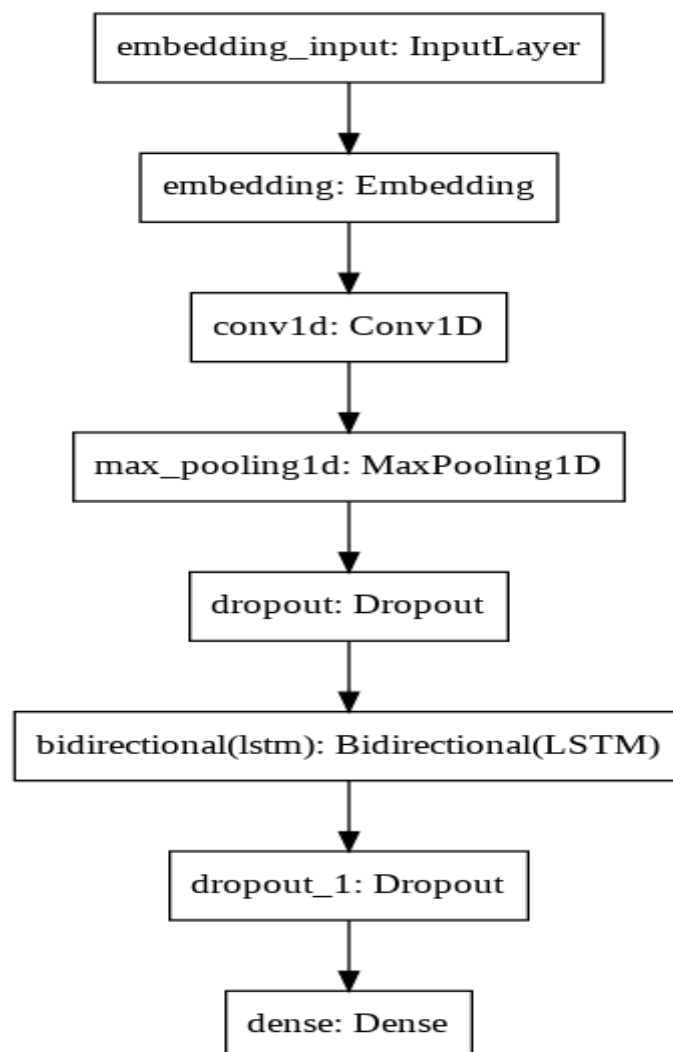 embedding_input: InputLayer
embedding: Embedding
conv1d: Conv1D
max_pooling1d: MaxPooling1D
dropout: Dropout
bidirectional(lstm): Bidirectional(LSTM)
dropout_1: Dropout
dense: Dense